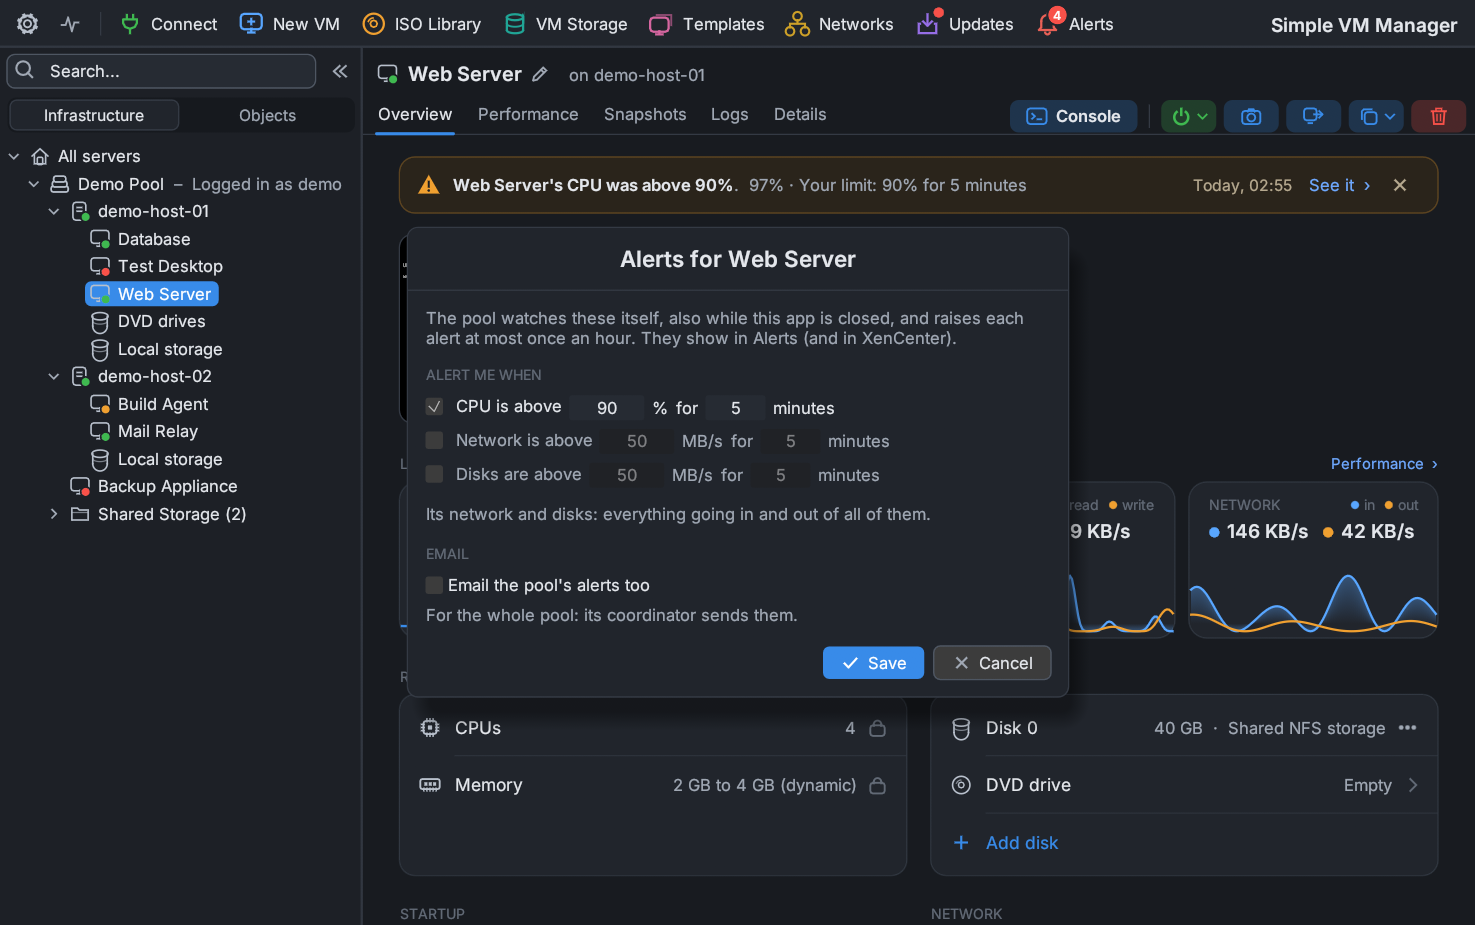 Connect
New VM
ISO Library
VM Storage
Templates
Networks
Updates
4
Alerts
Simple VM Manager
Search...
Infrastructure
Objects
All servers
Demo Pool – Logged in as demo
demo-host-01
Database
Test Desktop
Web Server
DVD drives
Local storage
demo-host-02
Build Agent
Mail Relay
Local storage
Backup Appliance
Shared Storage (2)
Web Server
on demo-host-01
Overview
Performance
Snapshots
Logs
Details
Console
Web Server's CPU was above 90%. 97% · Your limit: 90% for 5 minutes
Today, 02:55
See it ›
Alerts for Web Server
The pool watches these itself, also while this app is closed, and raises each
alert at most once an hour. They show in Alerts (and in XenCenter).
ALERT ME WHEN
CPU is above 90 % for 5 minutes
Network is above 50 MB/s for 5 minutes
Disks are above 50 MB/s for 5 minutes
Its network and disks: everything going in and out of all of them.
EMAIL
Email the pool's alerts too
For the whole pool: its coordinator sends them.
Save
Cancel
Performance ›
read write
9 KB/s
NETWORK
in out
146 KB/s 42 KB/s
CPUs
4
Memory
2 GB to 4 GB (dynamic)
Disk 0
40 GB · Shared NFS storage
DVD drive
Empty
Add disk
STARTUP
NETWORK